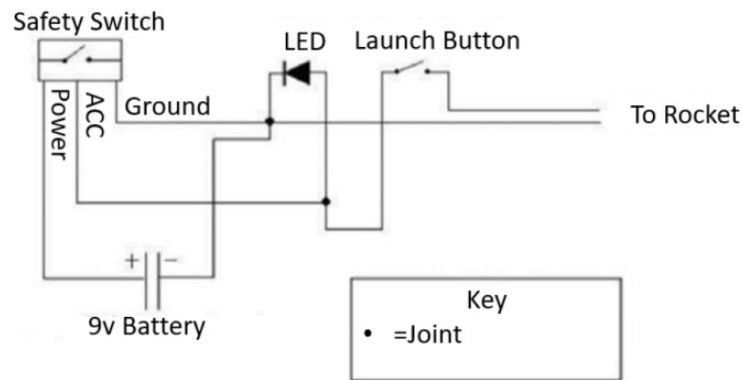 Safety Switch
LED
Launch Button
Power
ACC
Ground
To Rocket
+
−
9v Battery
Key
• =Joint